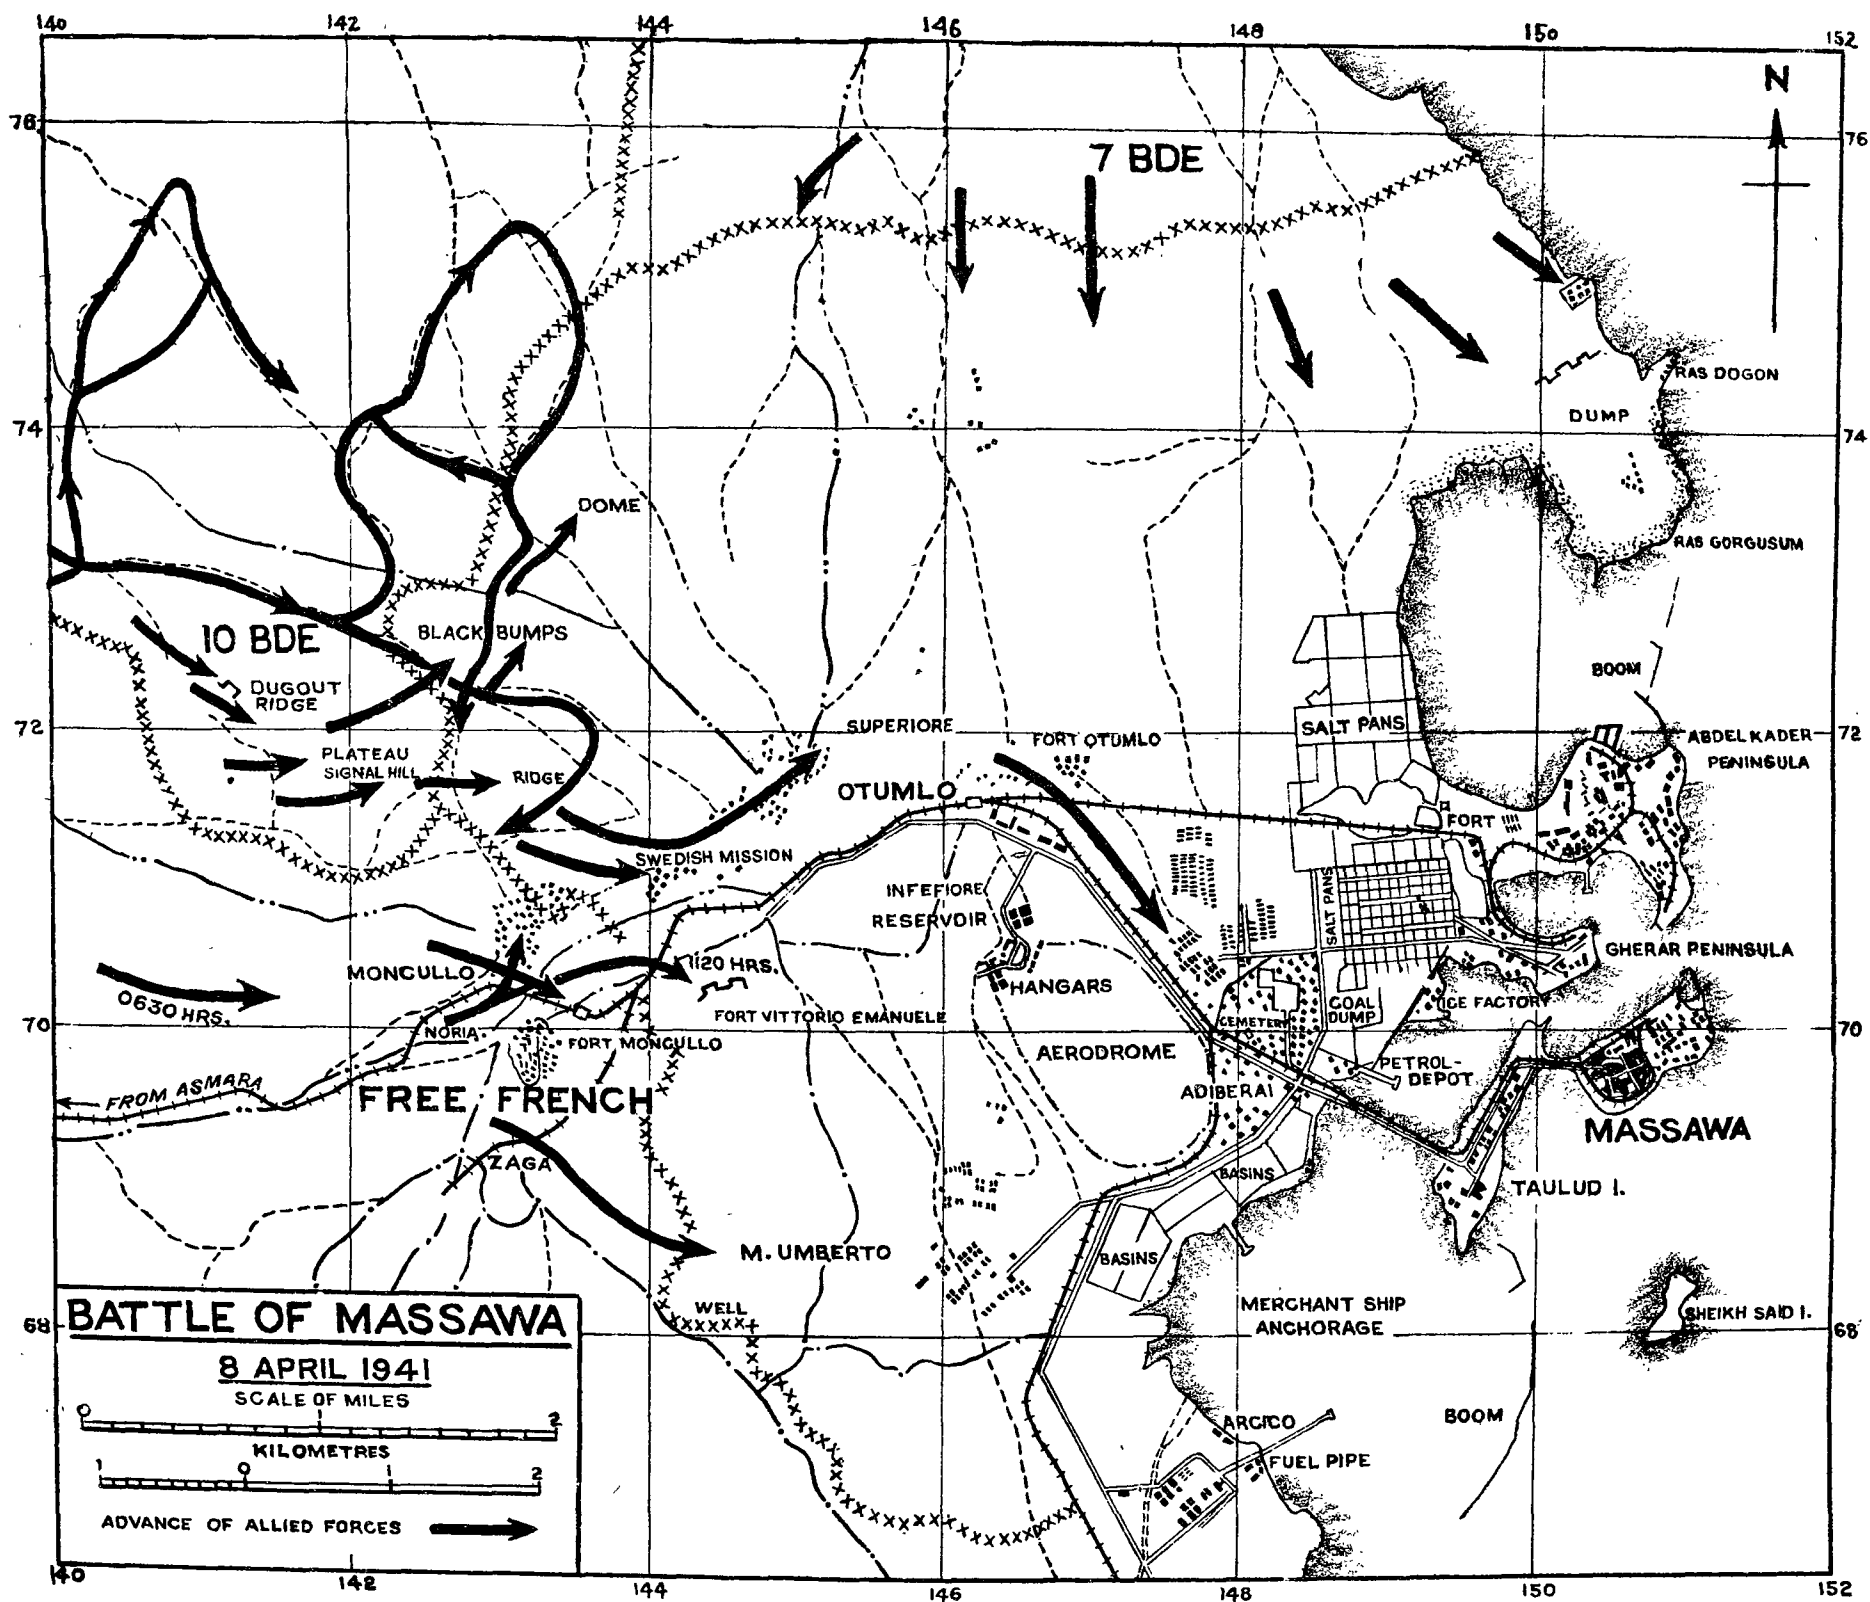 140 142 144 146 148 150 152
N
76 76
7 BDE
RAS DOGON
DUMP
74 74
DOME
RAS GORGUSUM
10 BDE
BLACK BUMPS
BOOM
DUGOUT
RIDGE
72 72
SUPERIORE
SALT PANS
FORT OTUMLO
ABDEL KADER
PENINSULA
PLATEAU
SIGNAL HILL
RIDGE
OTUMLO
FORT
SWEDISH MISSION
INFEFIORE
RESERVOIR
SALT PANS
GHERAR PENINSULA
MONCULLO
1120 HRS.
HANGARS
0630 HRS.
COAL
DUMP
ICE FACTORY
FORT VITTORIO EMANUELE
CEMETERY
70 70
NORIA
FORT MONCULLO
AERODROME
PETROL-
DEPOT
FROM ASMARA
FREE FRENCH
ADIBERAI
MASSAWA
ZAGA
BASINS
TAULUD I.
M. UMBERTO
BASINS
WELL
MERCHANT SHIP
ANCHORAGE
SHEIKH SAID I.
68 68
BATTLE OF MASSAWA
8 APRIL 1941
SCALE OF MILES
0 2
KILOMETRES
1 0 2
ADVANCE OF ALLIED FORCES
ARCICO
BOOM
FUEL PIPE
140 142 144 146 148 150 152